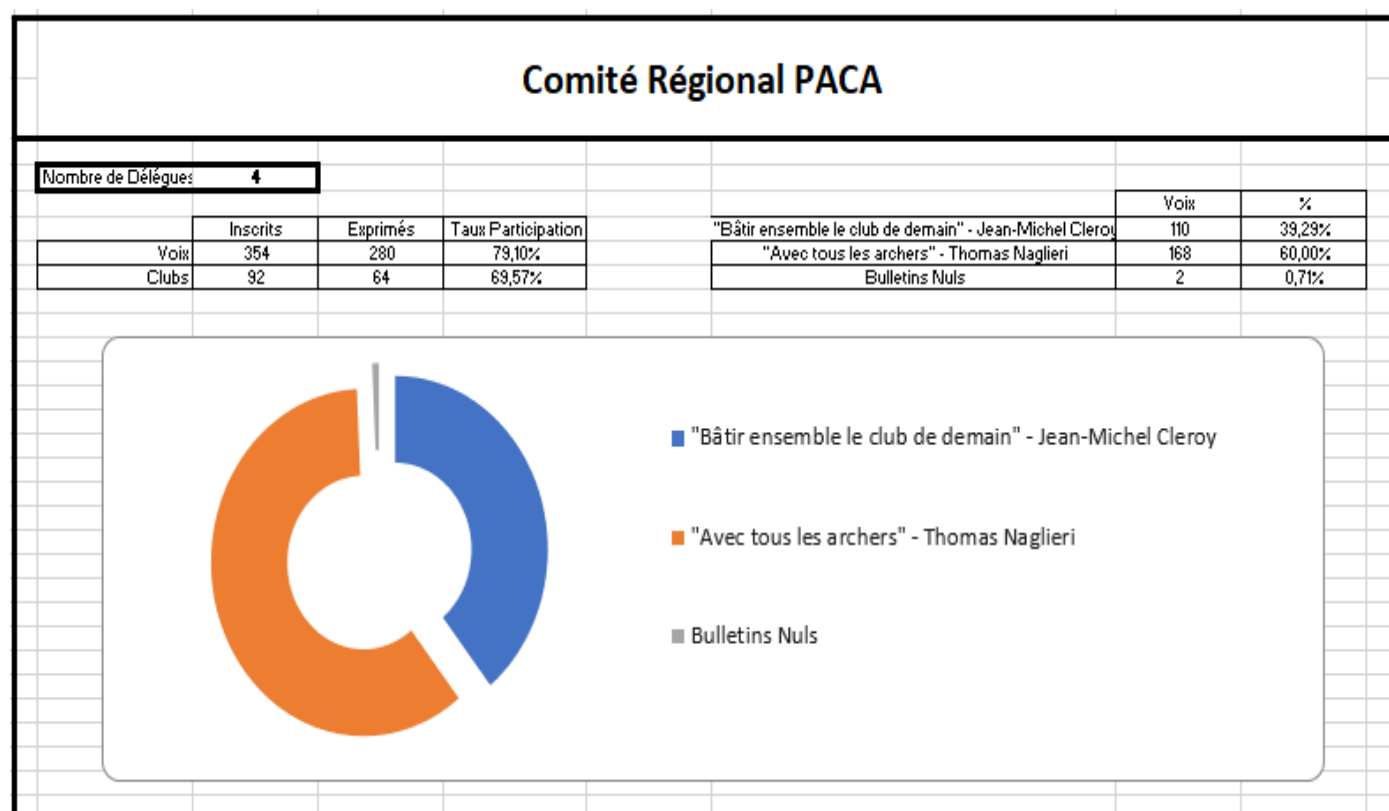 Comité Régional PACA
Nombre de Délégues 4
Voix %
Inscrits Exprimés Taux Participation
"Bâtir ensemble le club de demain" - Jean-Michel Cleroy 110 39,29%
Voix 354 280 79,10%
"Avec tous les archers" - Thomas Naglieri 168 60,00%
Clubs 92 64 69,57%
Bulletins Nuls 2 0,71%
"Bâtir ensemble le club de demain" - Jean-Michel Cleroy
"Avec tous les archers" - Thomas Naglieri
Bulletins Nuls